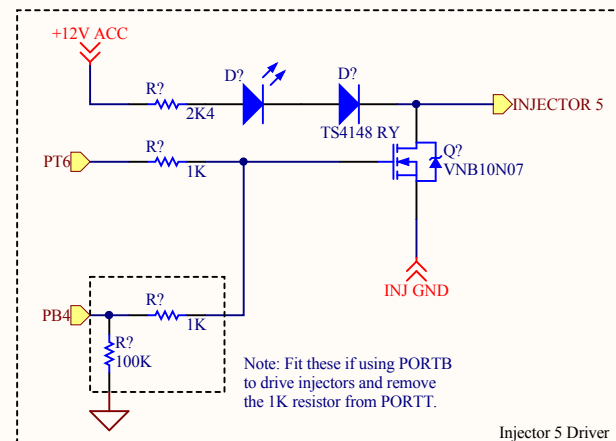 +12V ACC
R?
2K4
D?
D?
TS4148 RY
INJECTOR 5
PT6
R?
1K
Q?
VNB10N07
INJ GND
PB4
R?
1K
R?
100K
Note: Fit these if using PORTB
to drive injectors and remove
the 1K resistor from PORTT.
Injector 5 Driver